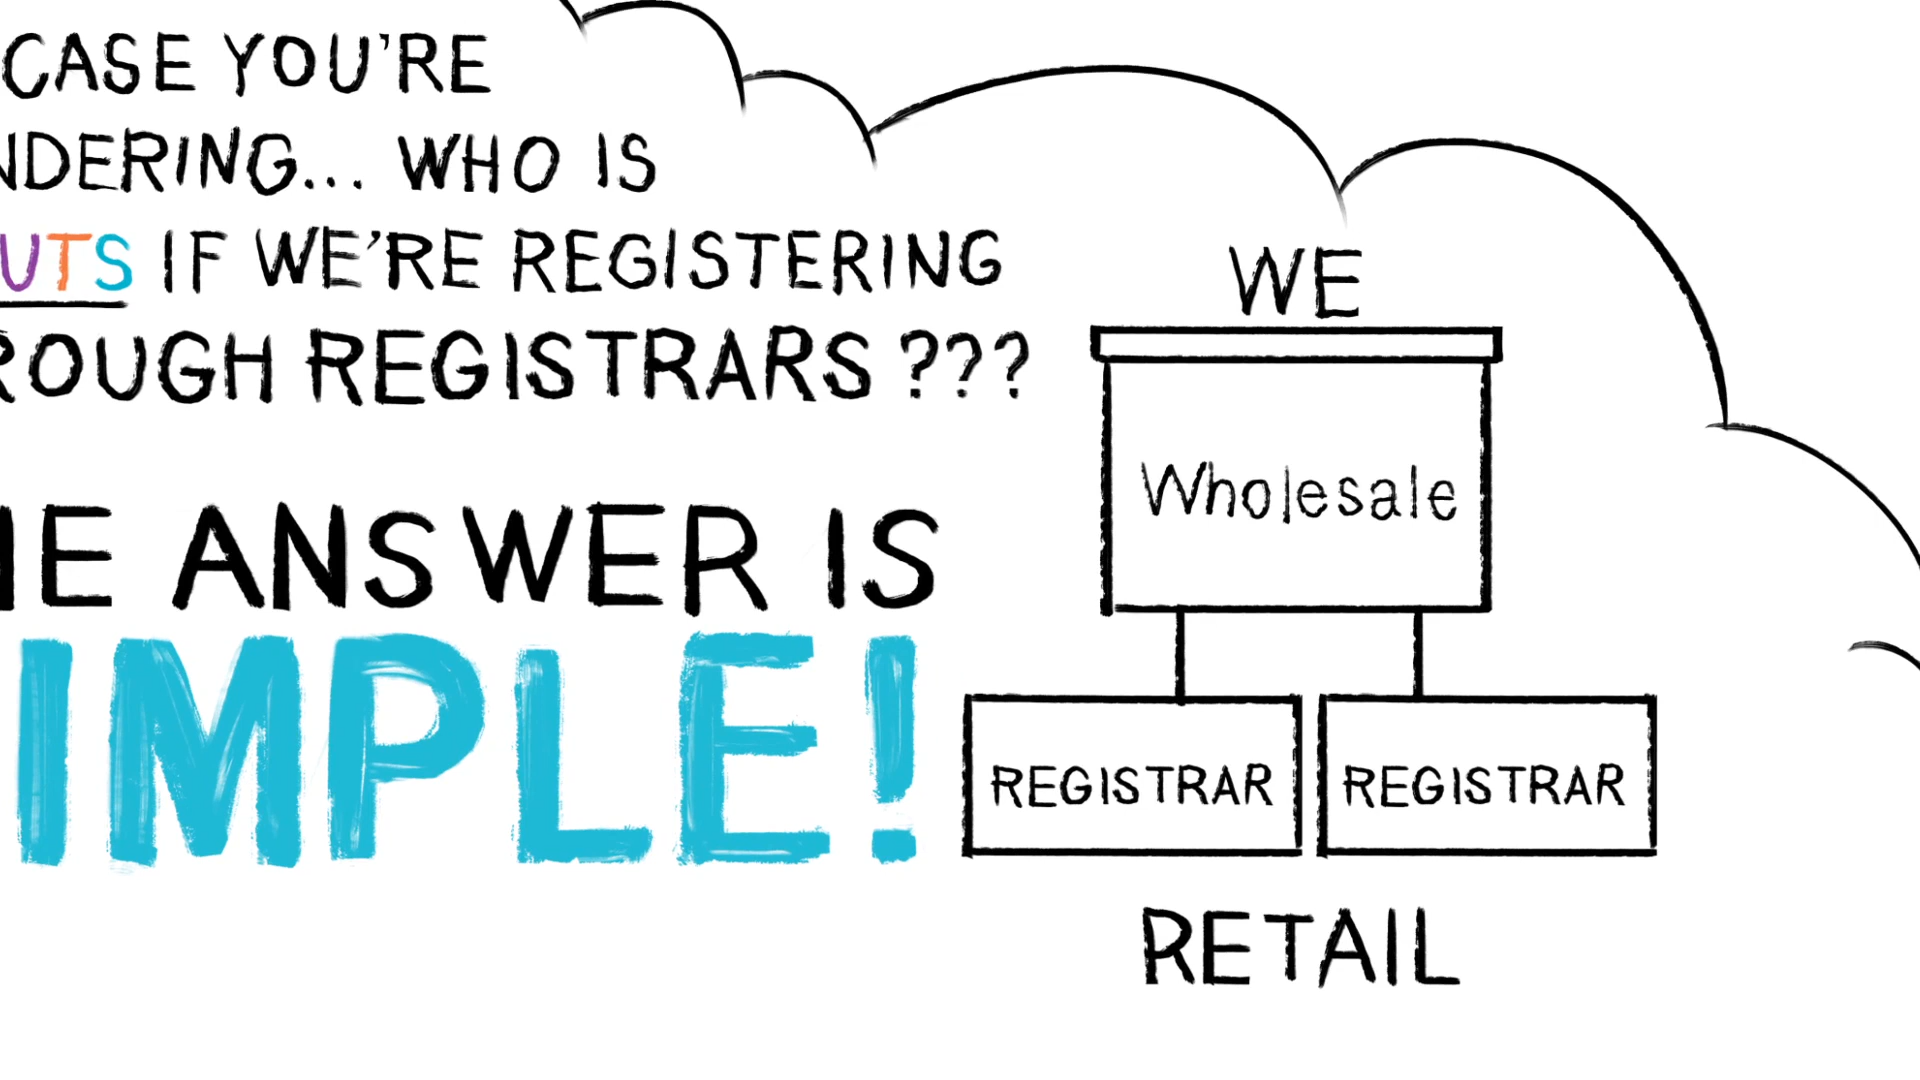 CASE YOU'RE
NDERING... WHO IS
UTS IF WE'RE REGISTERING
ROUGH REGISTRARS ???
HE ANSWER IS
IMPLE!
WE
Wholesale
REGISTRAR REGISTRAR
RETAIL